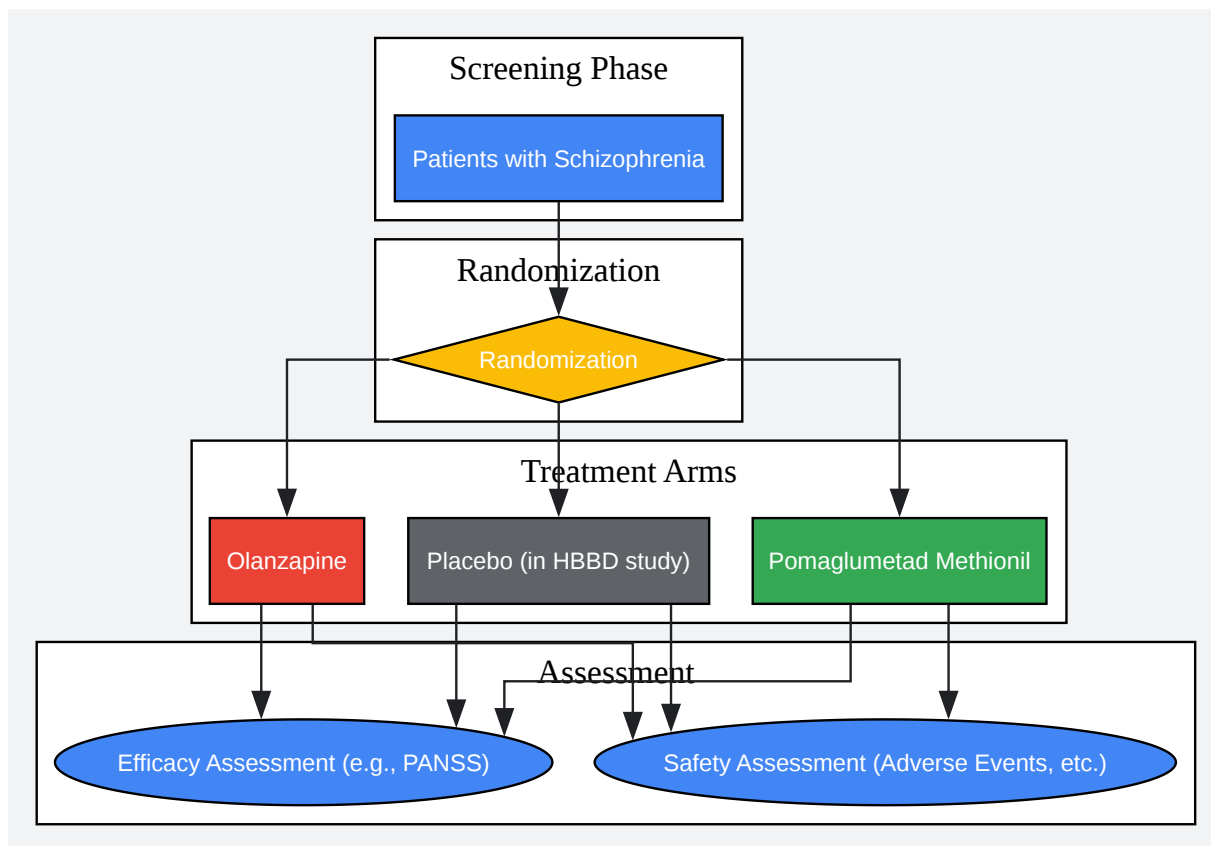 Screening Phase
Patients with Schizophrenia
Randomization
Randomization
Treatment Arms
Olanzapine
Placebo (in HBBD study)
Pomaglumetad Methionil
Assessment
Efficacy Assessment (e.g., PANSS)
Safety Assessment (Adverse Events, etc.)